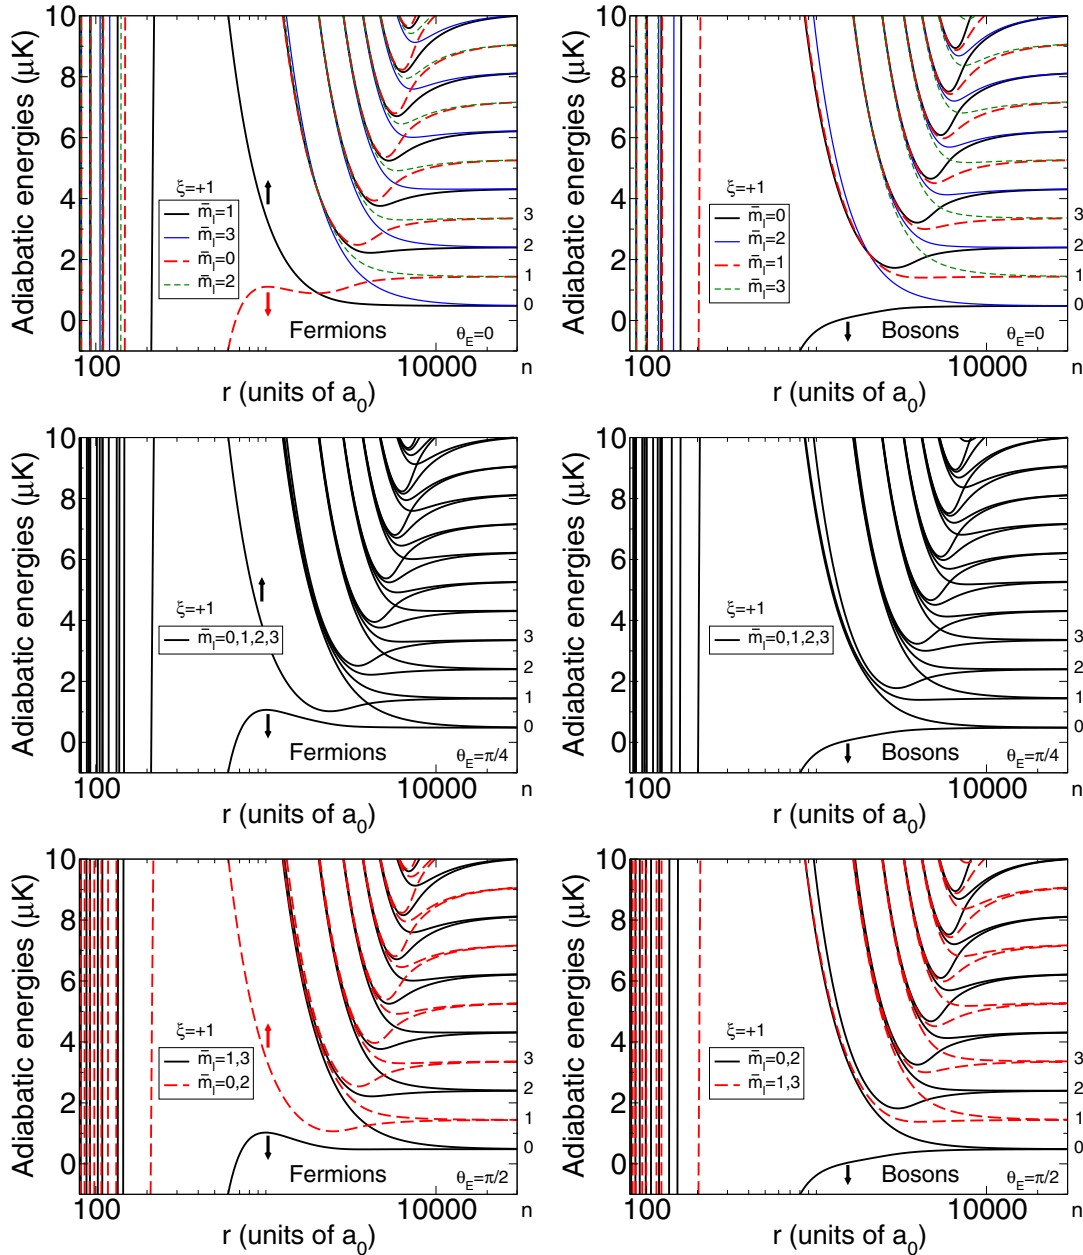 Adiabatic energies (μK)
10
8
6
4
2
0
ξ=+1
m̄ₗ=1
m̄ₗ=3
m̄ₗ=0
m̄ₗ=2
3
2
1
0
Fermions
θ_E=0
100
10000
n
r (units of a₀)
Adiabatic energies (μK)
10
8
6
4
2
0
ξ=+1
m̄ₗ=0
m̄ₗ=2
m̄ₗ=1
m̄ₗ=3
3
2
1
0
Bosons
θ_E=0
100
10000
n
r (units of a₀)
Adiabatic energies (μK)
10
8
6
4
2
0
ξ=+1
m̄ₗ=0,1,2,3
3
2
1
0
Fermions
θ_E=π/4
100
10000
n
r (units of a₀)
Adiabatic energies (μK)
10
8
6
4
2
0
ξ=+1
m̄ₗ=0,1,2,3
3
2
1
0
Bosons
θ_E=π/4
100
10000
n
r (units of a₀)
Adiabatic energies (μK)
10
8
6
4
2
0
ξ=+1
m̄ₗ=1,3
m̄ₗ=0,2
3
2
1
0
Fermions
θ_E=π/2
100
10000
n
r (units of a₀)
Adiabatic energies (μK)
10
8
6
4
2
0
ξ=+1
m̄ₗ=0,2
m̄ₗ=1,3
3
2
1
0
Bosons
θ_E=π/2
100
10000
n
r (units of a₀)